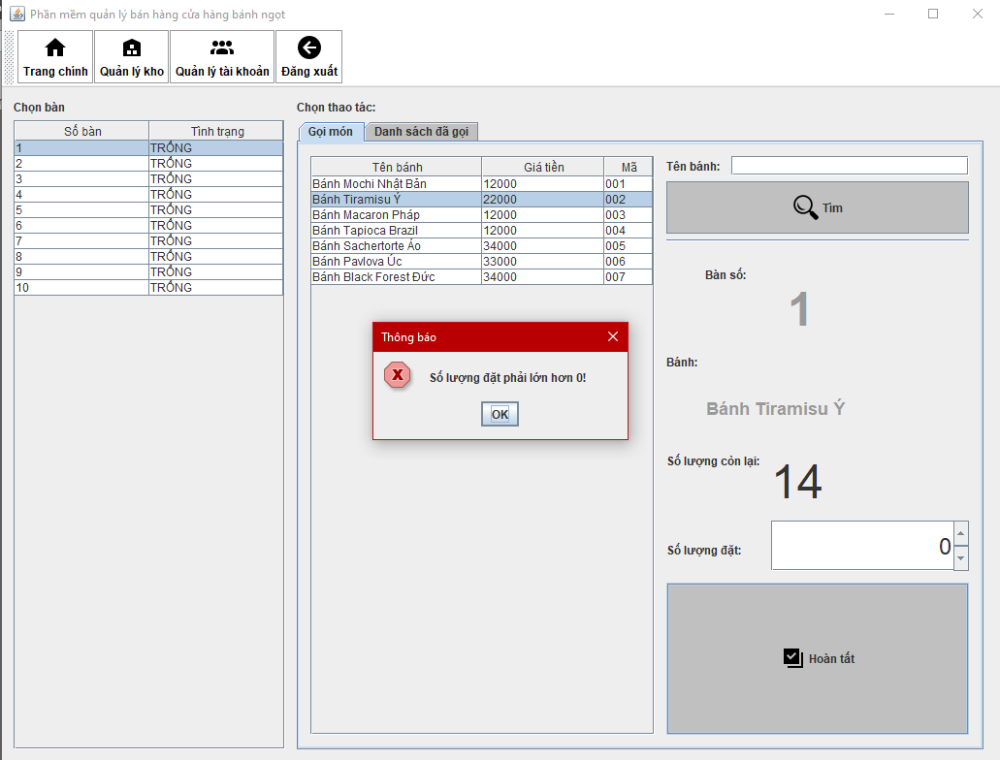 Phần mềm quản lý bán hàng cửa hàng bánh ngọt
Trang chính Quản lý kho Quản lý tài khoản Đăng xuất
Chọn bàn
Số bàn Tình trạng
1 TRỐNG
2 TRỐNG
3 TRỐNG
4 TRỐNG
5 TRỐNG
6 TRỐNG
7 TRỐNG
8 TRỐNG
9 TRỐNG
10 TRỐNG
Chọn thao tác:
Gọi món Danh sách đã gọi
Tên bánh Giá tiền Mã
Bánh Mochi Nhật Bản 12000 001
Bánh Tiramisu Ý 22000 002
Bánh Macaron Pháp 12000 003
Bánh Tapioca Brazil 12000 004
Bánh Sachertorte Áo 34000 005
Bánh Pavlova Úc 33000 006
Bánh Black Forest Đức 34000 007
Thông báo
Số lượng đặt phải lớn hơn 0!
OK
Tên bánh:
Tìm
Bàn số:
1
Bánh:
Bánh Tiramisu Ý
Số lượng còn lại: 14
Số lượng đặt: 0
Hoàn tất